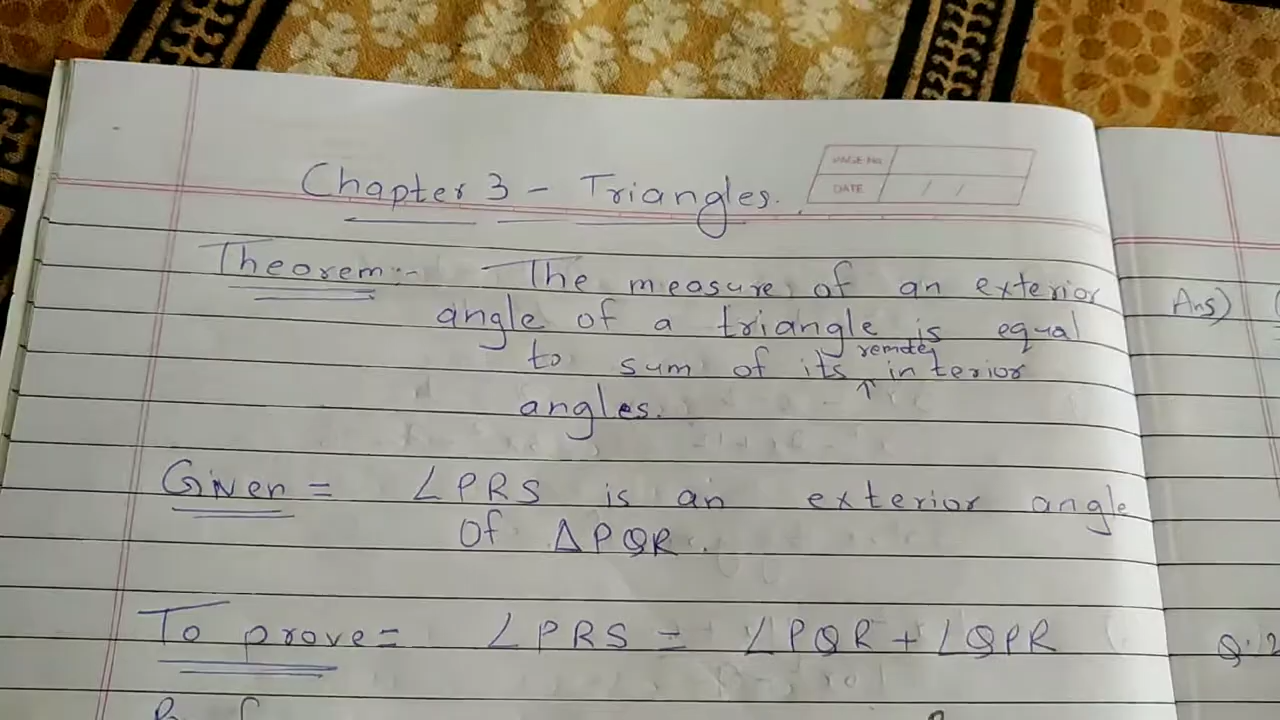 Chapter 3 - Triangles.
PAGE NO.
DATE / /
Theorem:- The measure of an exterior
angle of a triangle is equal
remote
to sum of its ↑ interior
angles.
Given = ∠PRS is an exterior angle
of ΔPQR.
To prove = ∠PRS = ∠PQR + ∠QPR
Ans)
Q.2